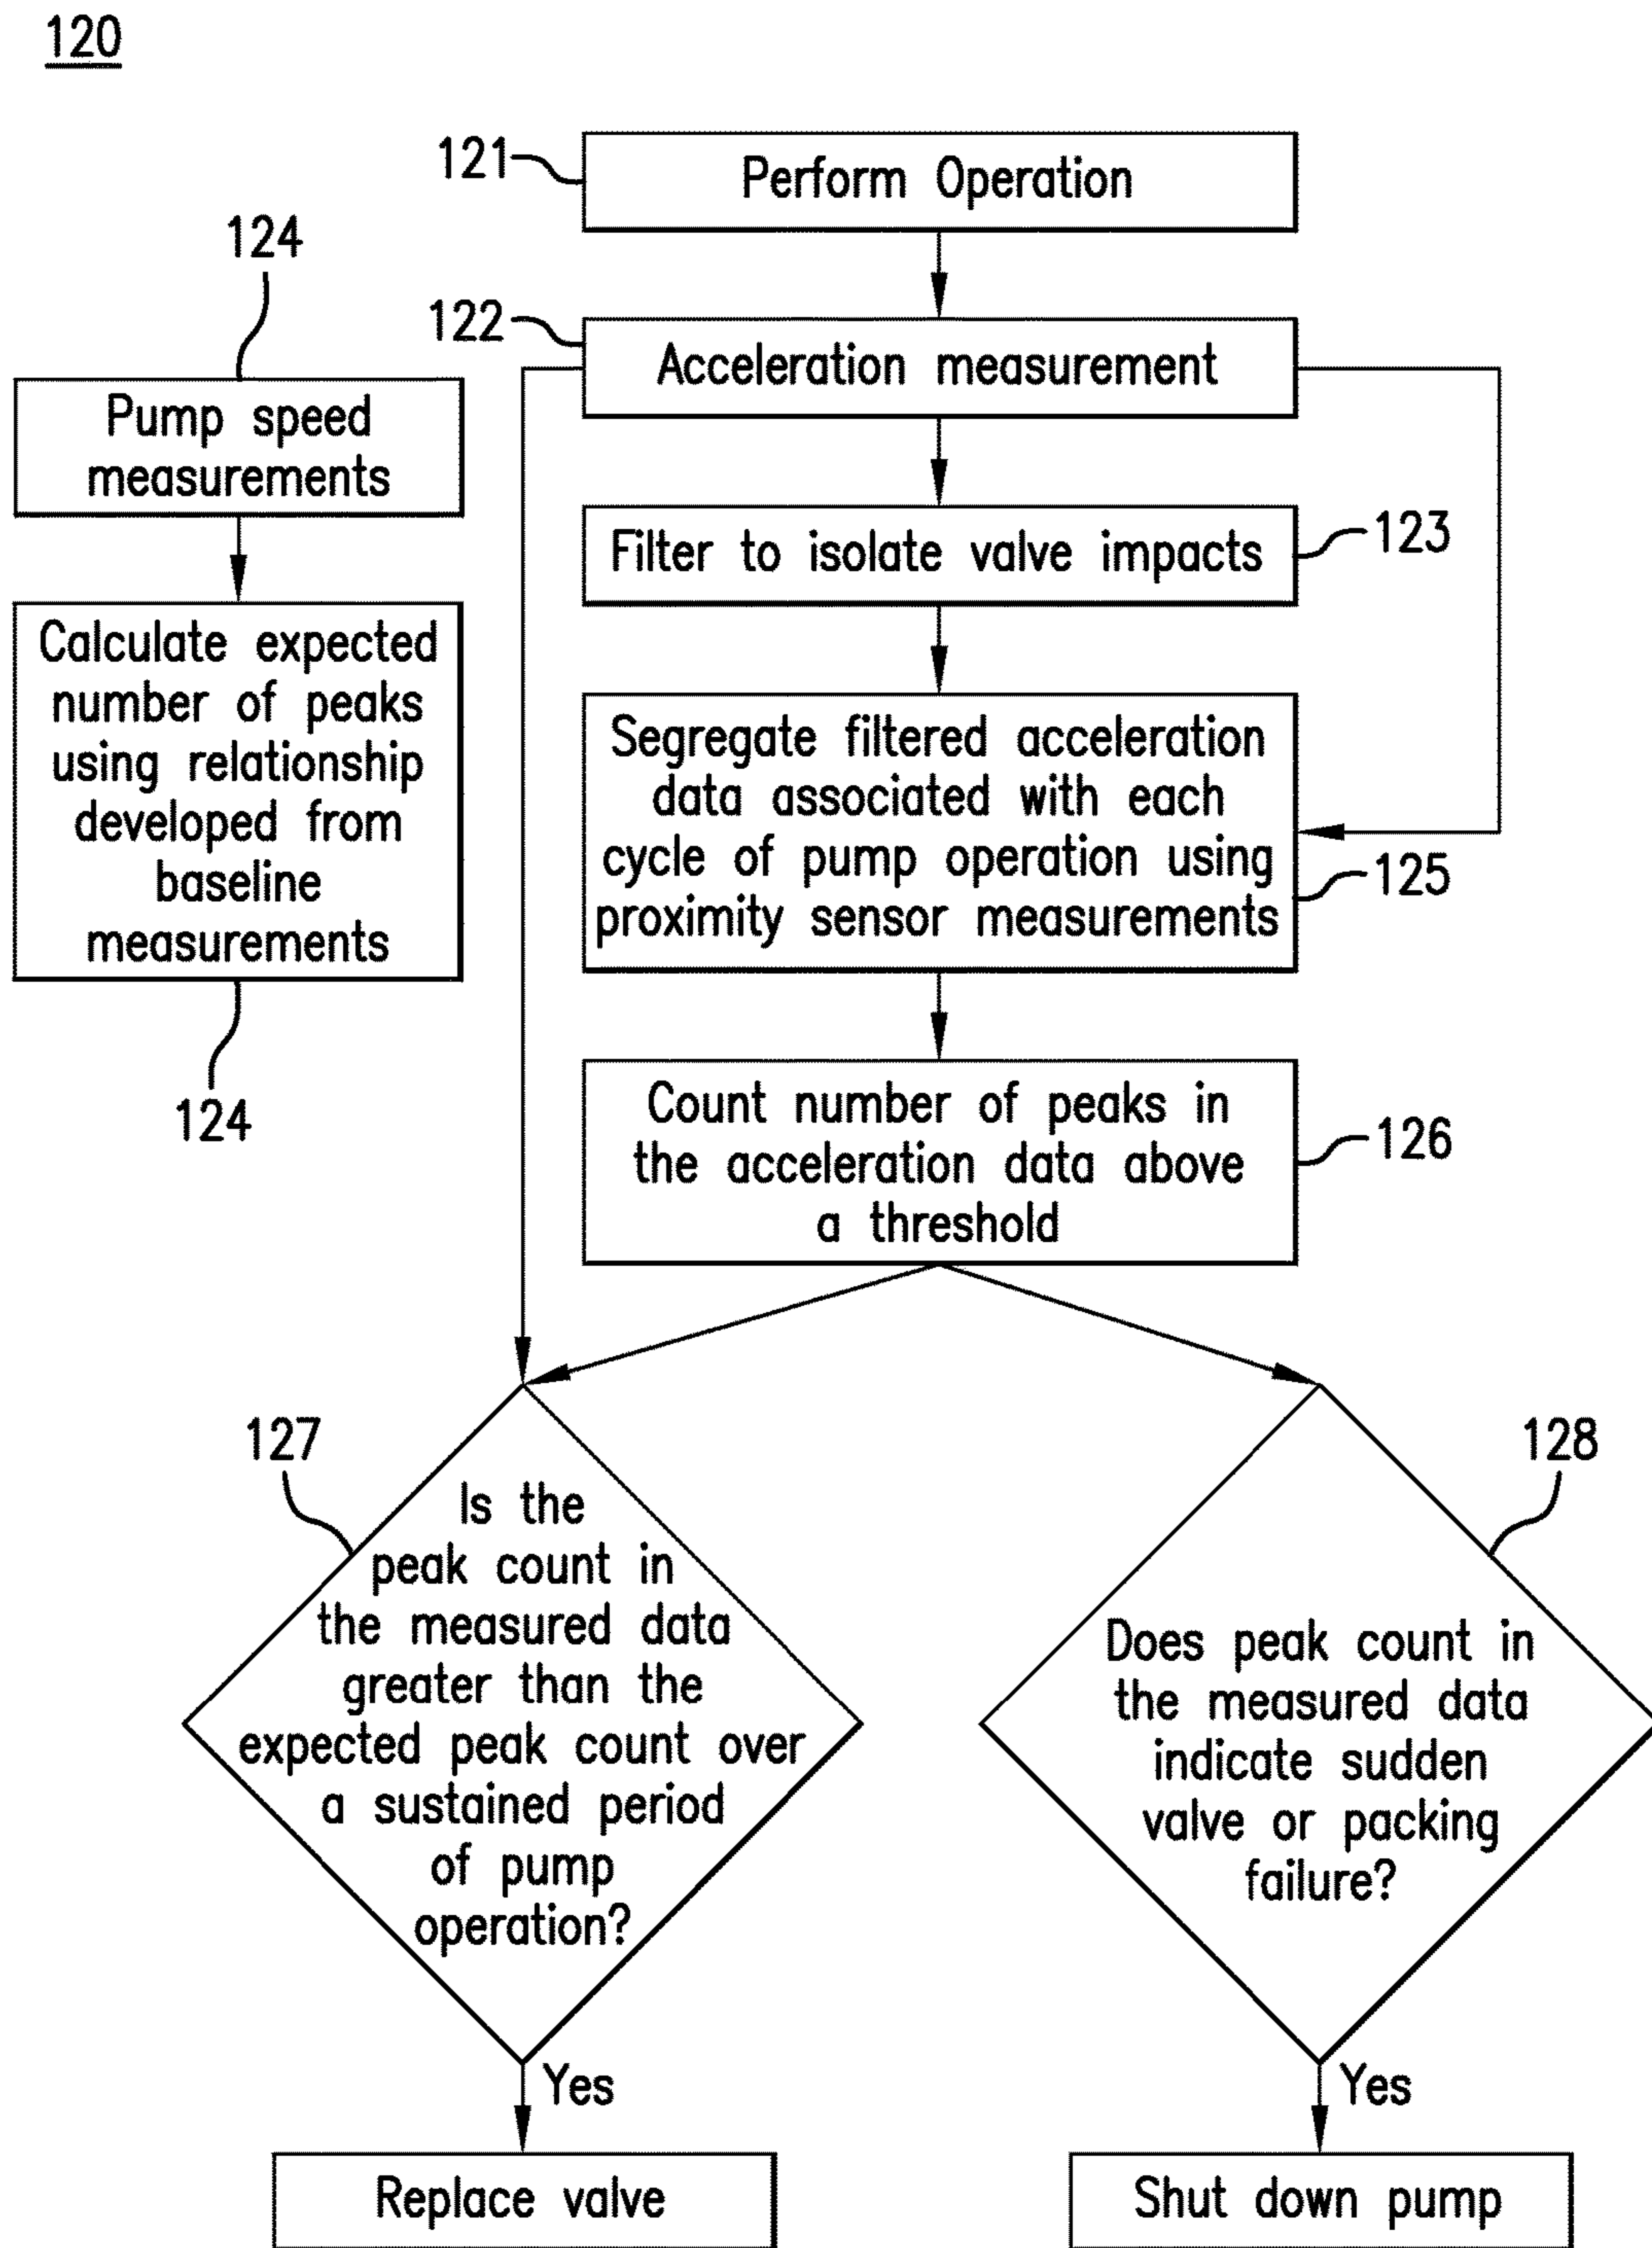 120
121
Perform Operation
124
122
Acceleration measurement
Pump speed
measurements
Filter to isolate valve impacts
123
Calculate expected
number of peaks
using relationship
developed from
baseline
measurements
124
Segregate filtered acceleration
data associated with each
cycle of pump operation using
proximity sensor measurements
125
Count number of peaks in
the acceleration data above
a threshold
126
127
Is the
peak count in
the measured data
greater than the
expected peak count over
a sustained period
of pump
operation?
128
Does peak count in
the measured data
indicate sudden
valve or packing
failure?
Yes
Yes
Replace valve
Shut down pump